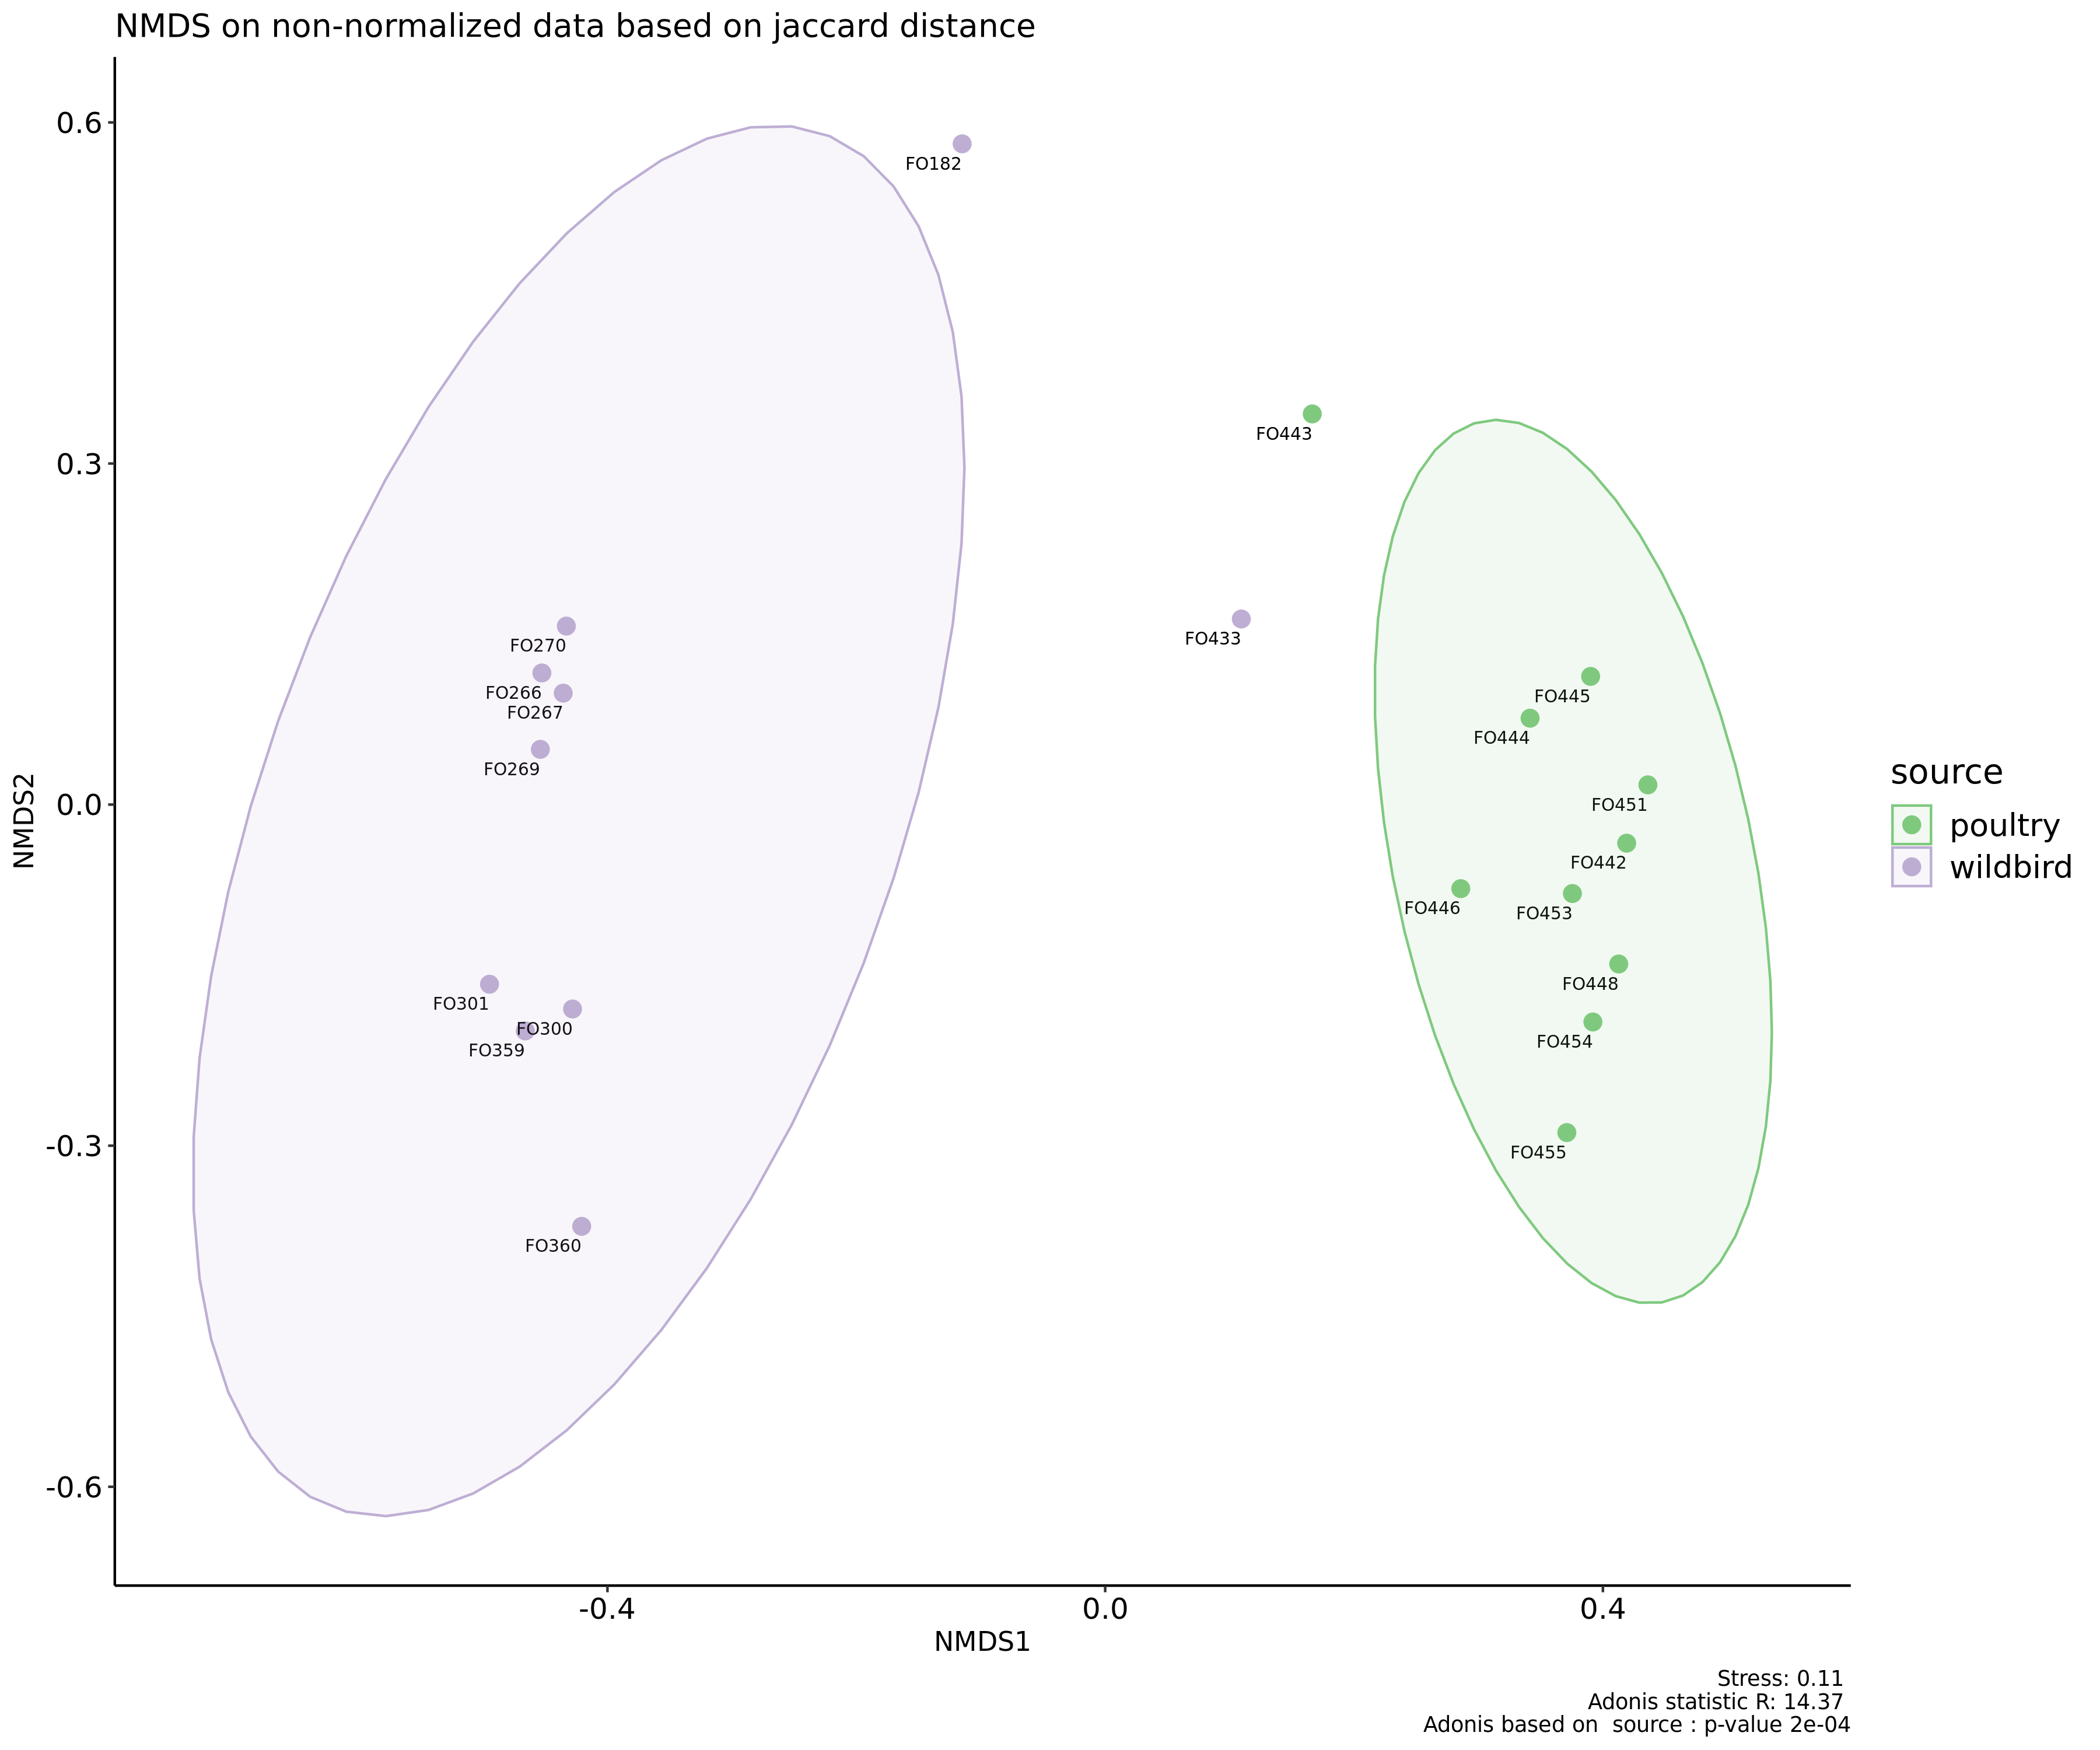 NMDS on non-normalized data based on jaccard distance
0.6
FO182
FO443
0.3
FO433
FO270
FO266
FO445
FO267
FO444
FO269
source
0.0
FO451
NMDS2
poultry
FO442
wildbird
FO446
FO453
FO448
FO301
FO300
FO454
FO359
-0.3
FO455
FO360
-0.6
-0.4
0.0
0.4
NMDS1
Stress: 0.11
Adonis statistic R: 14.37
Adonis based on  source : p-value 2e-04